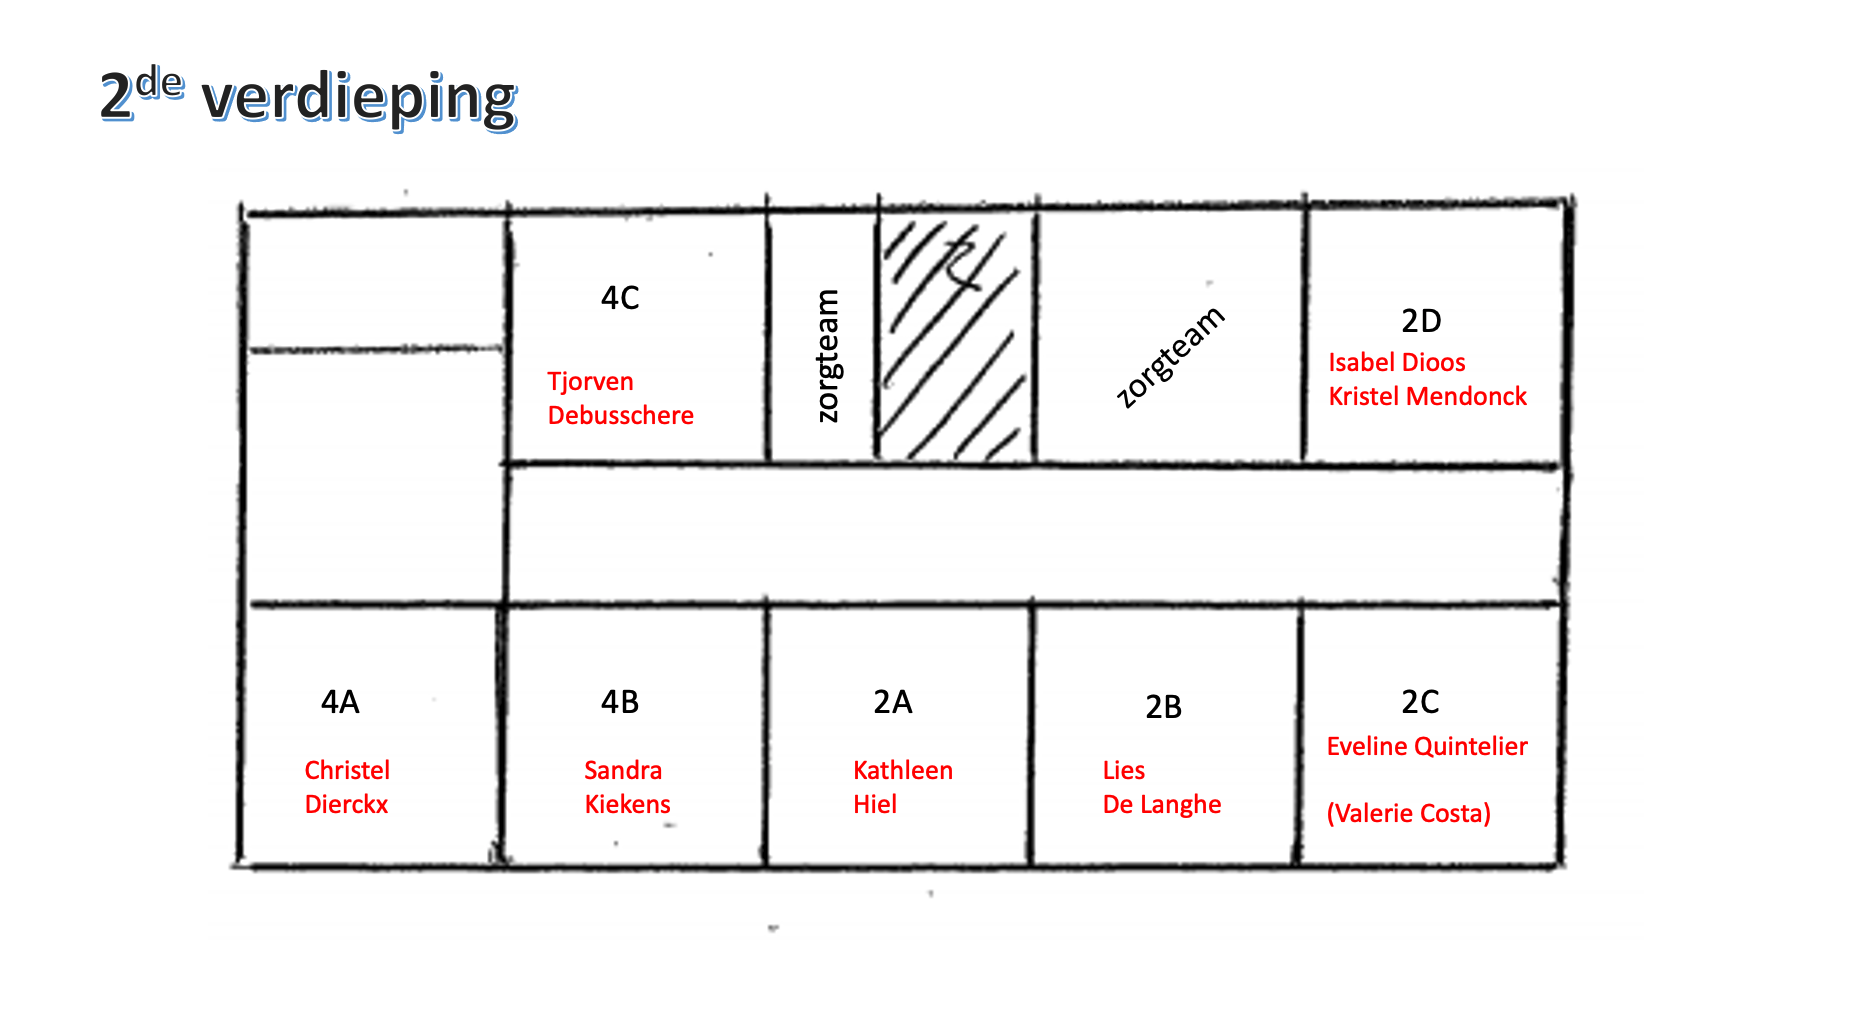 2de verdieping
4C
Tjorven
Debusschere
zorgteam
zorgteam
2D
Isabel Dioos
Kristel Mendonck
4A
Christel
Dierckx
4B
Sandra
Kiekens
2A
Kathleen
Hiel
2B
Lies
De Langhe
2C
Eveline Quintelier
(Valerie Costa)